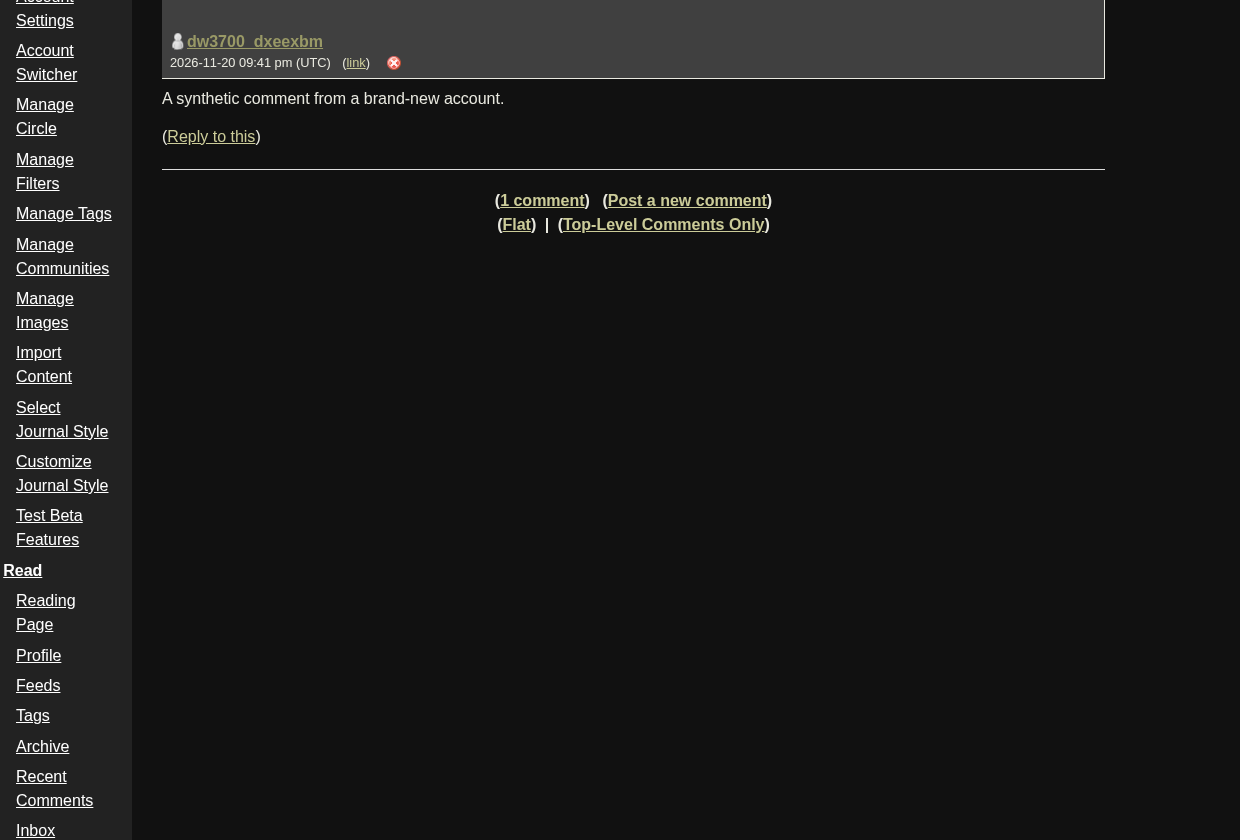 Account
Settings
Account
Switcher
Manage
Circle
Manage
Filters
Manage Tags
Manage
Communities
Manage
Images
Import
Content
Select
Journal Style
Customize
Journal Style
Test Beta
Features
Read
Reading
Page
Profile
Feeds
Tags
Archive
Recent
Comments
Inbox
dw3700_dxeexbm
2026-11-20 09:41 pm (UTC) (link)
A synthetic comment from a brand-new account.
(Reply to this)
(1 comment) (Post a new comment)
(Flat) | (Top-Level Comments Only)